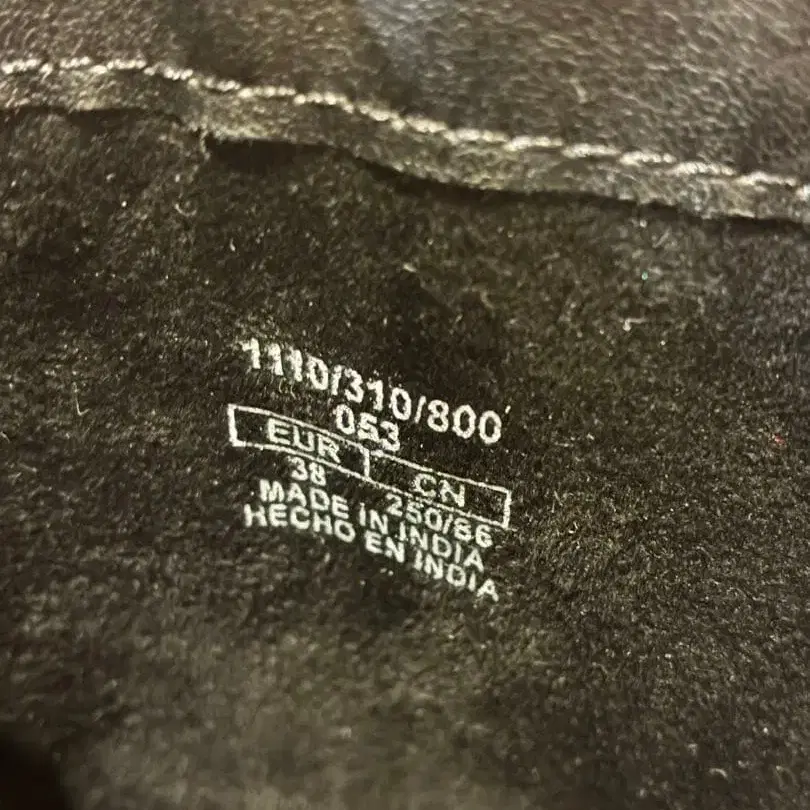 1110/310/800
053
EUR CN
38 250/86
MADE IN INDIA
HECHO EN INDIA